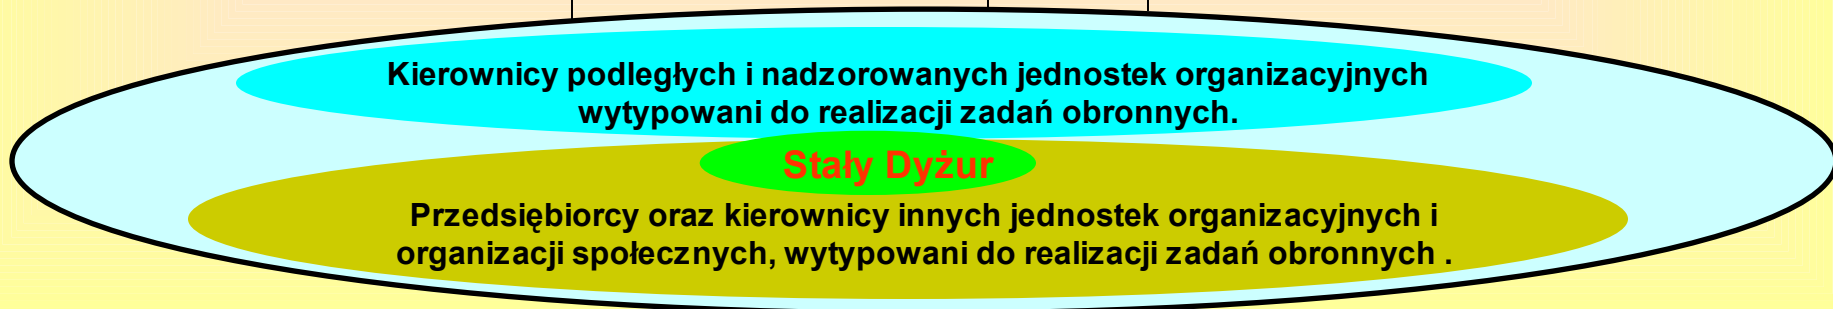 Kierownicy podległych i nadzorowanych jednostek organizacyjnych
wytypowani do realizacji zadań obronnych.
Stały Dyżur
Przedsiębiorcy oraz kierownicy innych jednostek organizacyjnych i
organizacji społecznych, wytypowani do realizacji zadań obronnych .